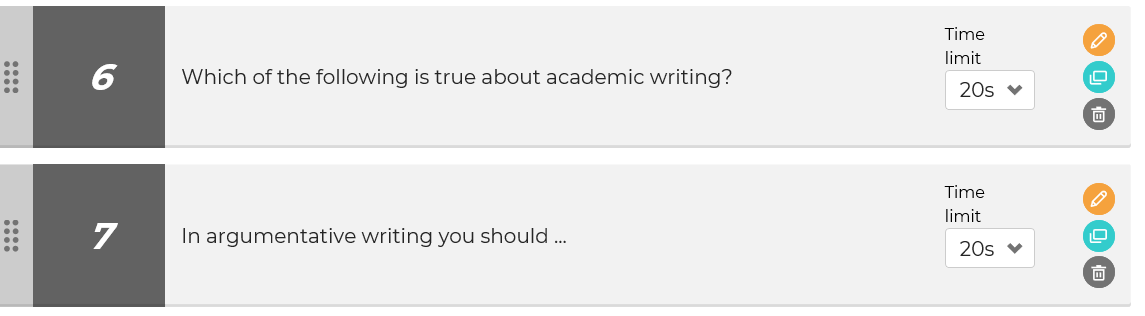 6
Which of the following is true about academic writing?
Time
limit
20s
7
In argumentative writing you should ...
Time
limit
20s